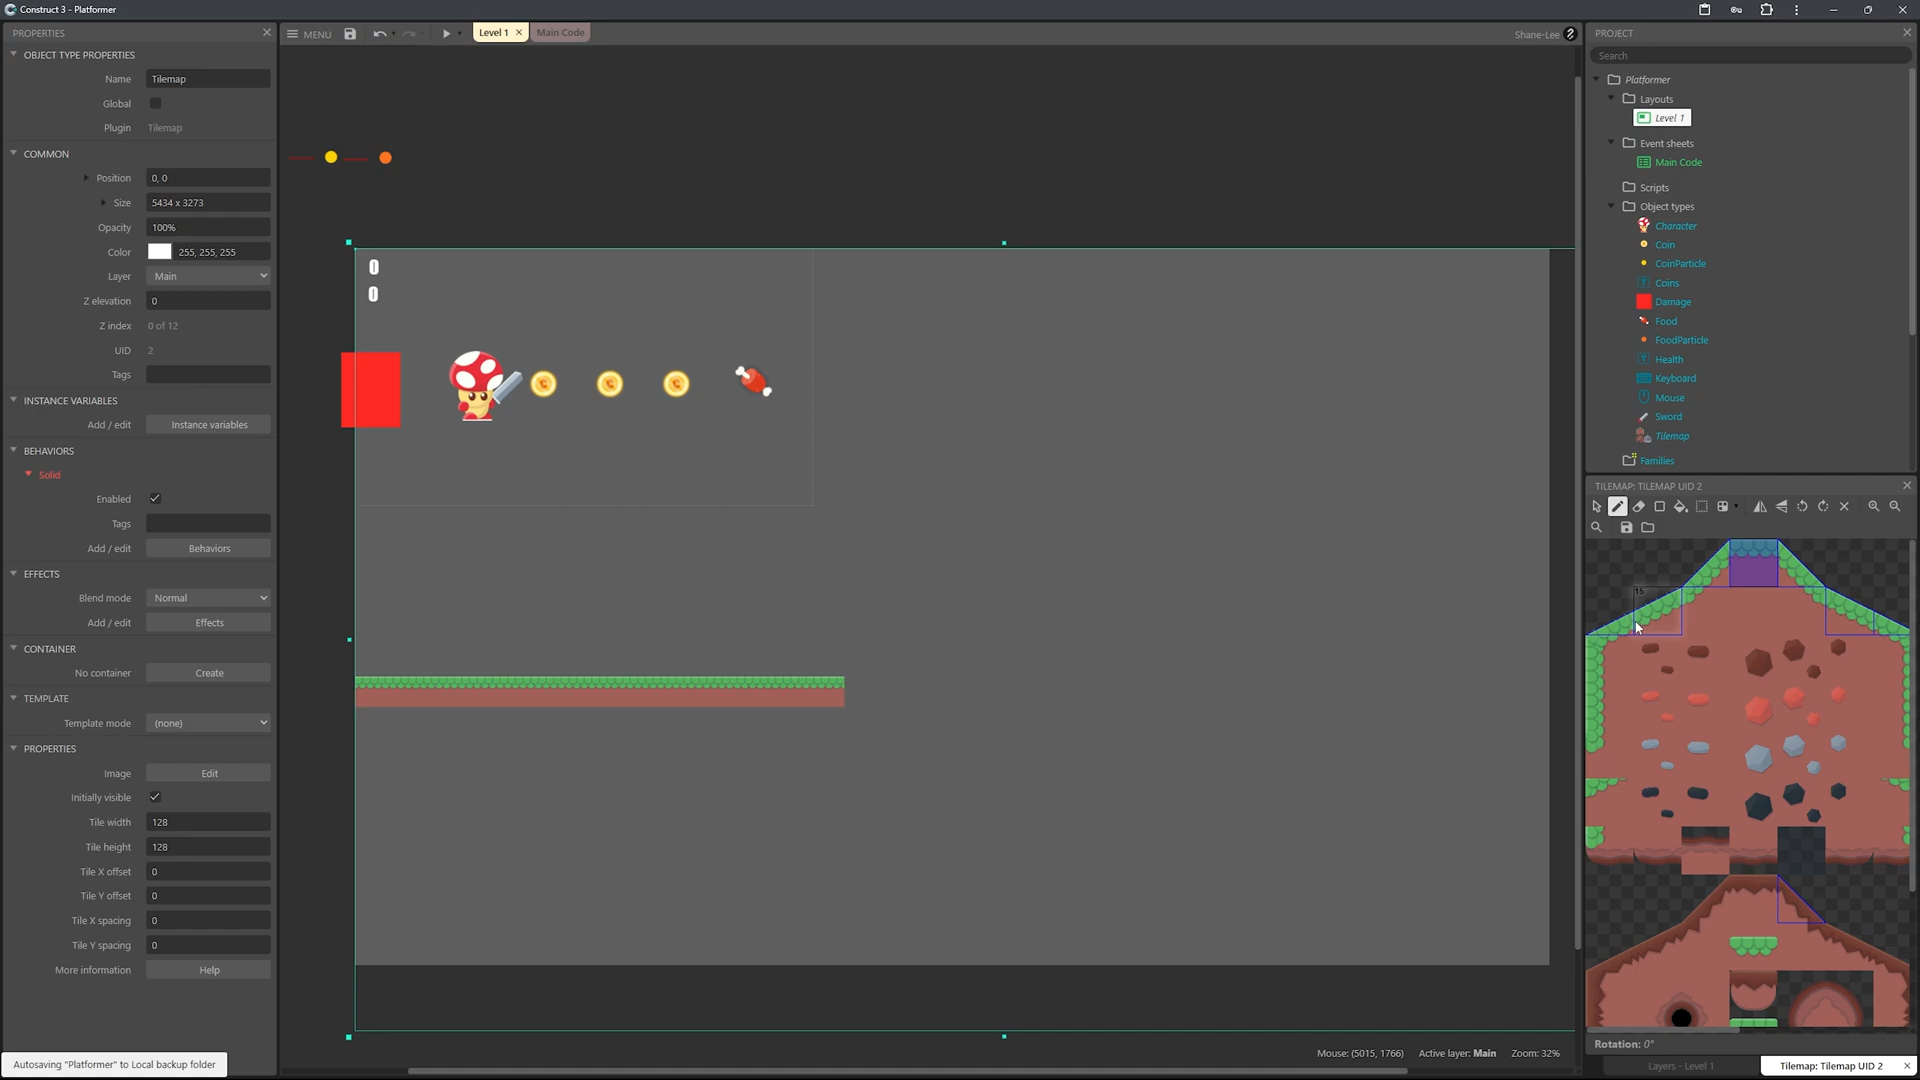 Construct 3 - Platformer
PROPERTIES
OBJECT TYPE PROPERTIES
Name Tilemap
Global
Plugin Tilemap
COMMON
Position 0, 0
Size 5434 x 3273
Opacity 100%
Color 255, 255, 255
Layer Main
Z elevation 0
Z index 0 of 12
UID 2
Tags
INSTANCE VARIABLES
Add / edit Instance variables
BEHAVIORS
Solid
Enabled
Tags
Add / edit Behaviors
EFFECTS
Blend mode Normal
Add / edit Effects
CONTAINER
No container Create
TEMPLATE
Template mode (none)
PROPERTIES
Image Edit
Initially visible
Tile width 128
Tile height 128
Tile X offset 0
Tile Y offset 0
Tile X spacing 0
Tile Y spacing 0
More information Help
Autosaving "Platformer" to Local backup folder
MENU
Level 1
Main Code
Shane-Lee
0
0
Mouse: (5015, 1766) Active layer: Main Zoom: 32%
PROJECT
Search
Platformer
Layouts
Level 1
Event sheets
Main Code
Scripts
Object types
Character
Coin
CoinParticle
Coins
Damage
Food
FoodParticle
Health
Keyboard
Mouse
Sword
Tilemap
Families
TILEMAP: TILEMAP UID 2
15
Rotation: 0°
Layers - Level 1
Tilemap: Tilemap UID 2